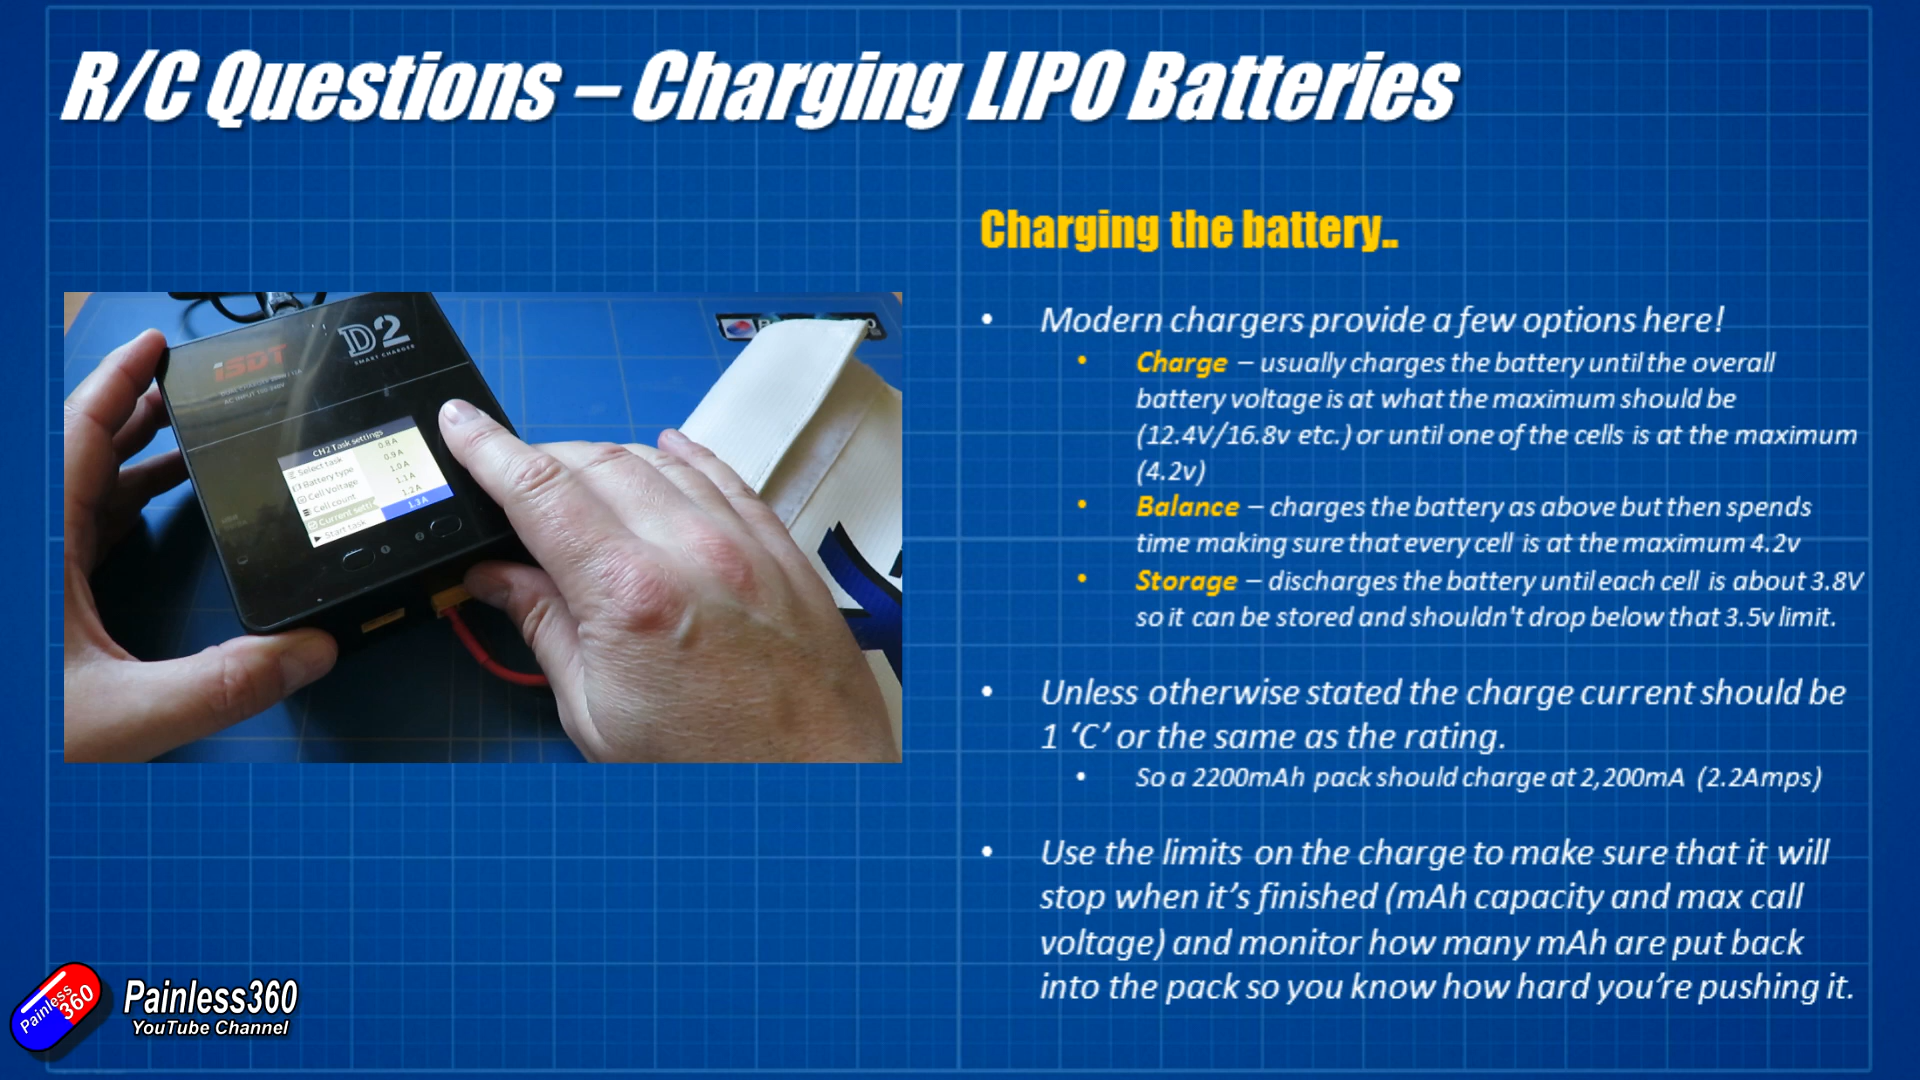 R/C Questions – Charging LIPO Batteries
Charging the battery..
• Modern chargers provide a few options here!
• Charge – usually charges the battery until the overall
battery voltage is at what the maximum should be
(12.4V/16.8v etc.) or until one of the cells is at the maximum
(4.2v)
• Balance – charges the battery as above but then spends
time making sure that every cell is at the maximum 4.2v
• Storage – discharges the battery until each cell is about 3.8V
so it can be stored and shouldn't drop below that 3.5v limit.
• Unless otherwise stated the charge current should be
1 ‘C’ or the same as the rating.
• So a 2200mAh pack should charge at 2,200mA (2.2Amps)
• Use the limits on the charge to make sure that it will
stop when it’s finished (mAh capacity and max call
voltage) and monitor how many mAh are put back
into the pack so you know how hard you’re pushing it.
iSDT
D2
SMART CHARGER
CH2 Task settings
Select task
Battery type
Cell Voltage
Cell count
Start task
0.8 A
0.9 A
1.0 A
1.1 A
1.2 A
1.3 A
Painless
360
Painless360
YouTube Channel